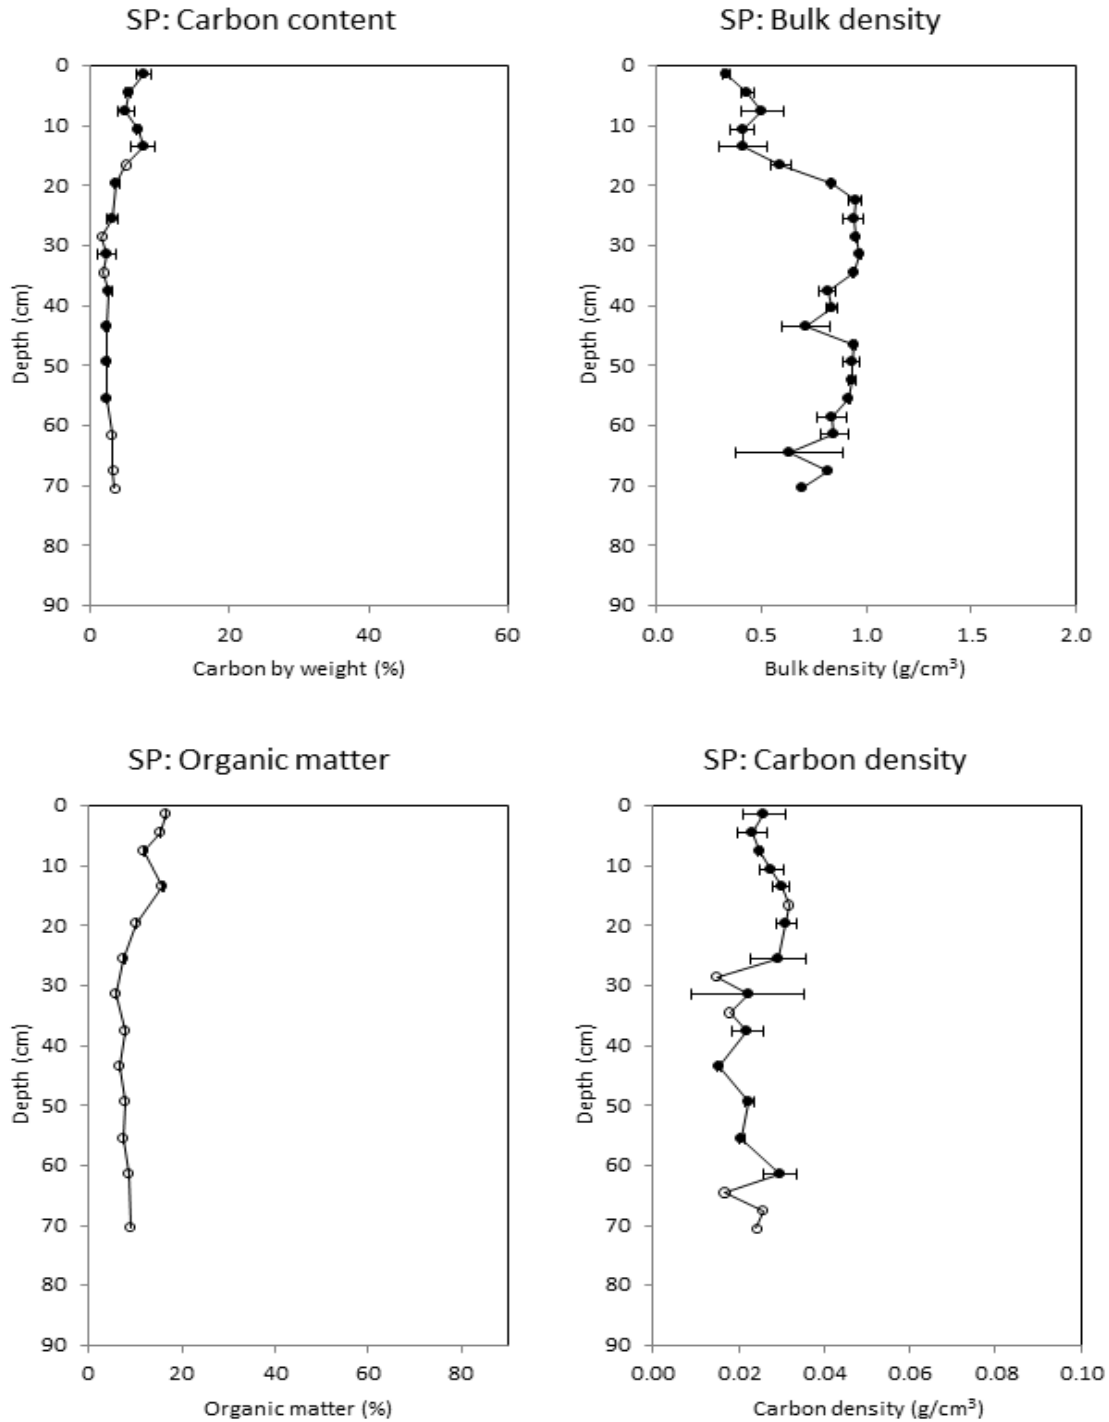 SP: Carbon content
0
10
20
30
40
50
60
70
80
90
Depth (cm)
0 20 40 60
Carbon by weight (%)
SP: Bulk density
0
10
20
30
40
50
60
70
80
90
Depth (cm)
0.0 0.5 1.0 1.5 2.0
Bulk density (g/cm³)
SP: Organic matter
0
10
20
30
40
50
60
70
80
90
Depth (cm)
0 20 40 60 80
Organic matter (%)
SP: Carbon density
0
10
20
30
40
50
60
70
80
90
Depth (cm)
0.00 0.02 0.04 0.06 0.08 0.10
Carbon density (g/cm³)